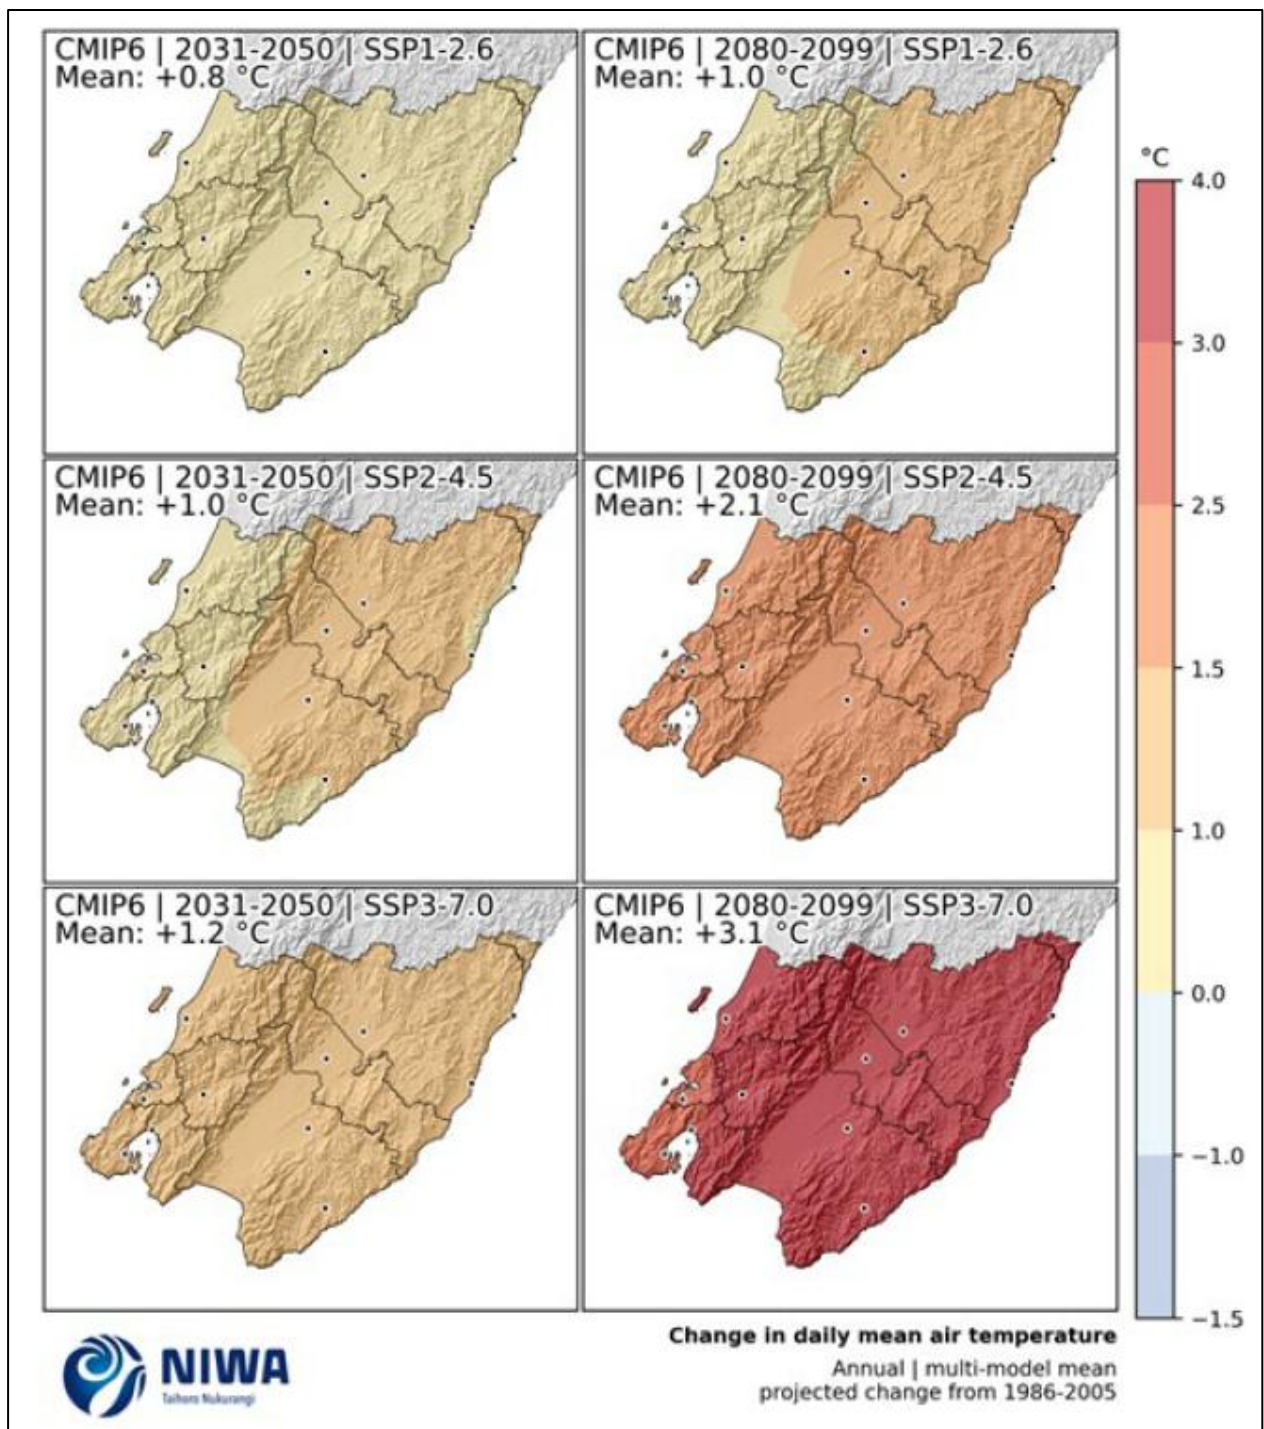 CMIP6 | 2031-2050 | SSP1-2.6
Mean: +0.8 °C
CMIP6 | 2080-2099 | SSP1-2.6
Mean: +1.0 °C
CMIP6 | 2031-2050 | SSP2-4.5
Mean: +1.0 °C
CMIP6 | 2080-2099 | SSP2-4.5
Mean: +2.1 °C
CMIP6 | 2031-2050 | SSP3-7.0
Mean: +1.2 °C
CMIP6 | 2080-2099 | SSP3-7.0
Mean: +3.1 °C
°C
4.0
3.0
2.5
1.5
1.0
0.0
−1.0
−1.5
NIWA
Taihoro Nukurangi
Change in daily mean air temperature
Annual | multi-model mean
projected change from 1986-2005